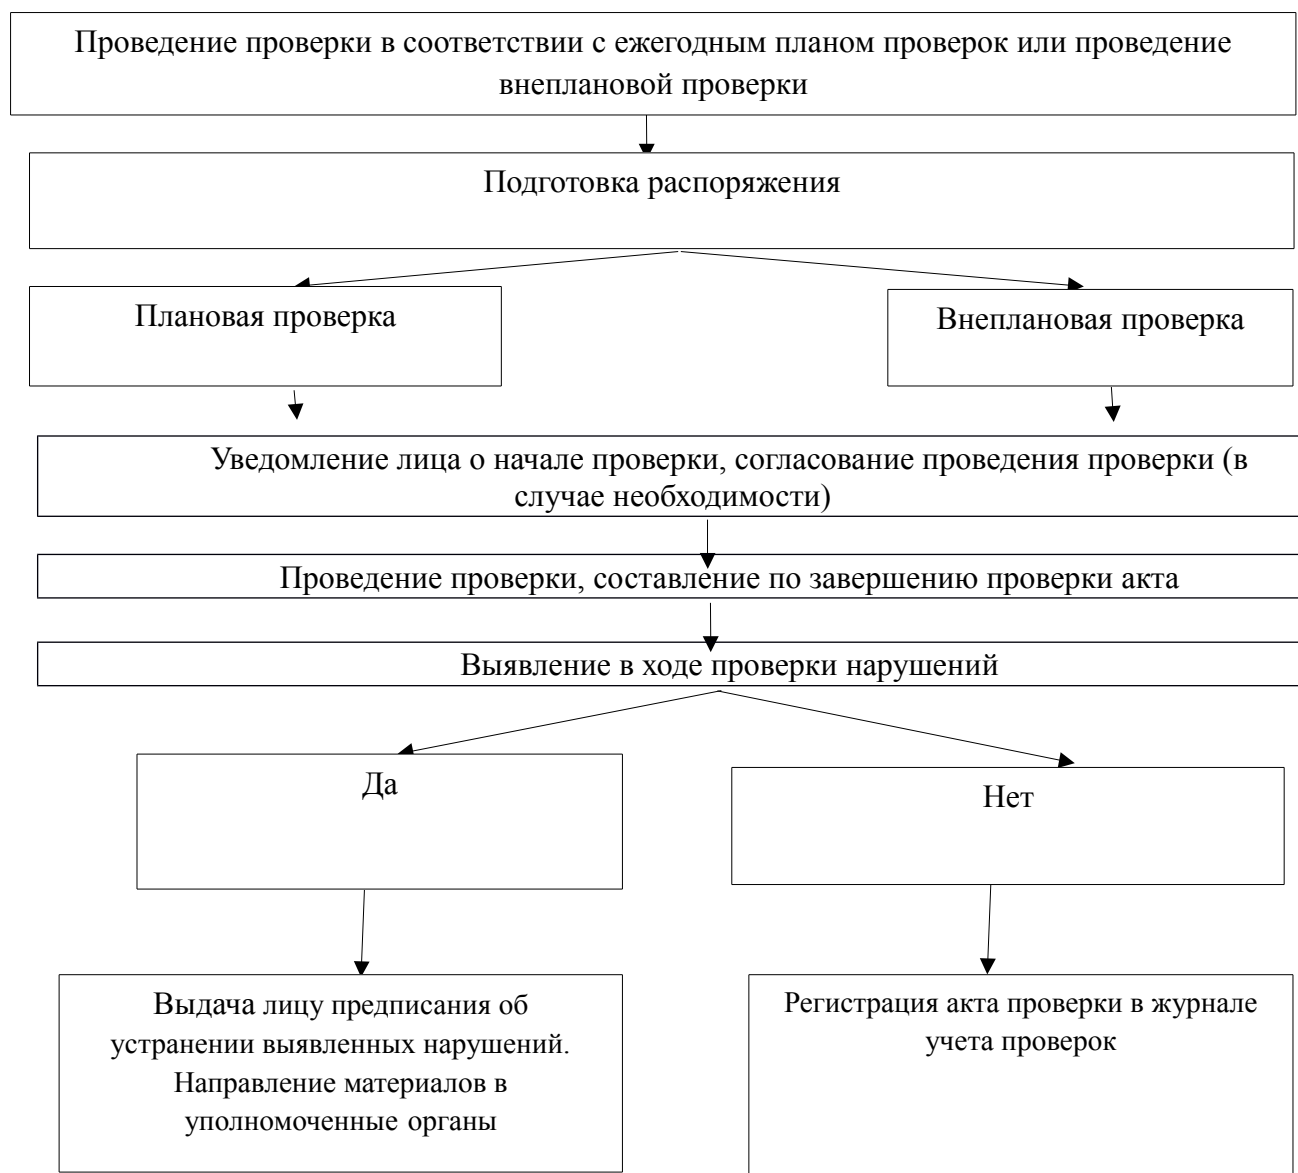 Проведение проверки в соответствии с ежегодным планом проверок или проведение
внеплановой проверки
Подготовка распоряжения
Плановая проверка
Внеплановая проверка
Уведомление лица о начале проверки, согласование проведения проверки (в
случае необходимости)
Проведение проверки, составление по завершению проверки акта
Выявление в ходе проверки нарушений
Да
Нет
Выдача лицу предписания об
устранении выявленных нарушений.
Направление материалов в
уполномоченные органы
Регистрация акта проверки в журнале
учета проверок